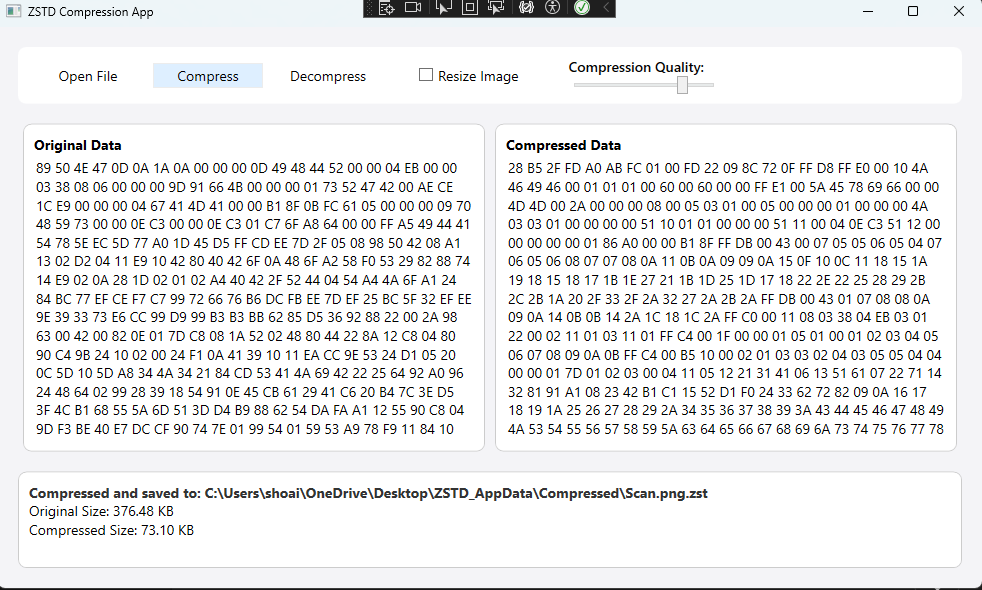 ZSTD Compression App
Open File
Compress
Decompress
Resize Image
Compression Quality:
Original Data
89 50 4E 47 0D 0A 1A 0A 00 00 00 0D 49 48 44 52 00 00 04 EB 00 00
03 38 08 06 00 00 00 9D 91 66 4B 00 00 00 01 73 52 47 42 00 AE CE
1C E9 00 00 00 04 67 41 4D 41 00 00 B1 8F 0B FC 61 05 00 00 00 09 70
48 59 73 00 00 0E C3 00 00 0E C3 01 C7 6F A8 64 00 00 FF A5 49 44 41
54 78 5E EC 5D 77 A0 1D 45 D5 FF CD EE 7D 2F 05 08 98 50 42 08 A1
13 02 D2 04 11 E9 10 42 80 40 42 6F 0A 48 6F A2 58 F0 53 29 82 88 74
14 E9 02 0A 28 1D 02 01 02 A4 40 42 2F 52 44 04 54 A4 4A 6F A1 24
84 BC 77 EF CE F7 C7 99 72 66 76 B6 DC FB EE 7D EF 25 BC 5F 32 EF EE
9E 39 33 73 E6 CC 99 D9 99 B3 B3 BB 62 85 D5 36 92 88 22 00 2A 98
63 00 42 00 82 0E 01 7D C8 08 1A 52 02 48 80 44 22 8A 12 C8 04 80
90 C4 9B 24 10 02 00 24 F1 0A 41 39 10 11 EA CC 9E 53 24 D1 05 20
0C 5D 10 5D A8 34 4A 34 21 84 CD 53 41 4A 69 42 22 25 64 92 A0 96
24 48 64 02 99 28 39 18 54 91 0E 45 CB 61 29 41 C6 20 B4 7C 3E D5
3F 4C B1 68 55 5A 6D 51 3D D4 B9 88 62 54 DA FA A1 12 55 90 C8 04
9D F3 BE 40 E7 DC CF 90 74 7E 01 99 54 01 59 53 A9 78 F9 11 84 10
Compressed Data
28 B5 2F FD A0 AB FC 01 00 FD 22 09 8C 72 0F FF D8 FF E0 00 10 4A
46 49 46 00 01 01 01 00 60 00 60 00 00 FF E1 00 5A 45 78 69 66 00 00
4D 4D 00 2A 00 00 00 08 00 05 03 01 00 05 00 00 00 01 00 00 00 4A
03 03 01 00 00 00 00 51 10 01 01 00 00 00 51 11 00 04 0E C3 51 12 00
00 00 00 00 01 86 A0 00 00 B1 8F FF DB 00 43 00 07 05 05 06 05 04 07
06 05 06 08 07 07 08 0A 11 0B 0A 09 09 0A 15 0F 10 0C 11 18 15 1A
19 18 15 18 17 1B 1E 27 21 1B 1D 25 1D 17 18 22 2E 22 25 28 29 2B
2C 2B 1A 20 2F 33 2F 2A 32 27 2A 2B 2A FF DB 00 43 01 07 08 08 0A
09 0A 14 0B 0B 14 2A 1C 18 1C 2A FF C0 00 11 08 03 38 04 EB 03 01
22 00 02 11 01 03 11 01 FF C4 00 1F 00 00 01 05 01 00 01 02 03 04 05
06 07 08 09 0A 0B FF C4 00 B5 10 00 02 01 03 03 02 04 03 05 05 04 04
00 00 01 7D 01 02 03 00 04 11 05 12 21 31 41 06 13 51 61 07 22 71 14
32 81 91 A1 08 23 42 B1 C1 15 52 D1 F0 24 33 62 72 82 09 0A 16 17
18 19 1A 25 26 27 28 29 2A 34 35 36 37 38 39 3A 43 44 45 46 47 48 49
4A 53 54 55 56 57 58 59 5A 63 64 65 66 67 68 69 6A 73 74 75 76 77 78
Compressed and saved to: C:\Users\shoai\OneDrive\Desktop\ZSTD_AppData\Compressed\Scan.png.zst
Original Size: 376.48 KB
Compressed Size: 73.10 KB